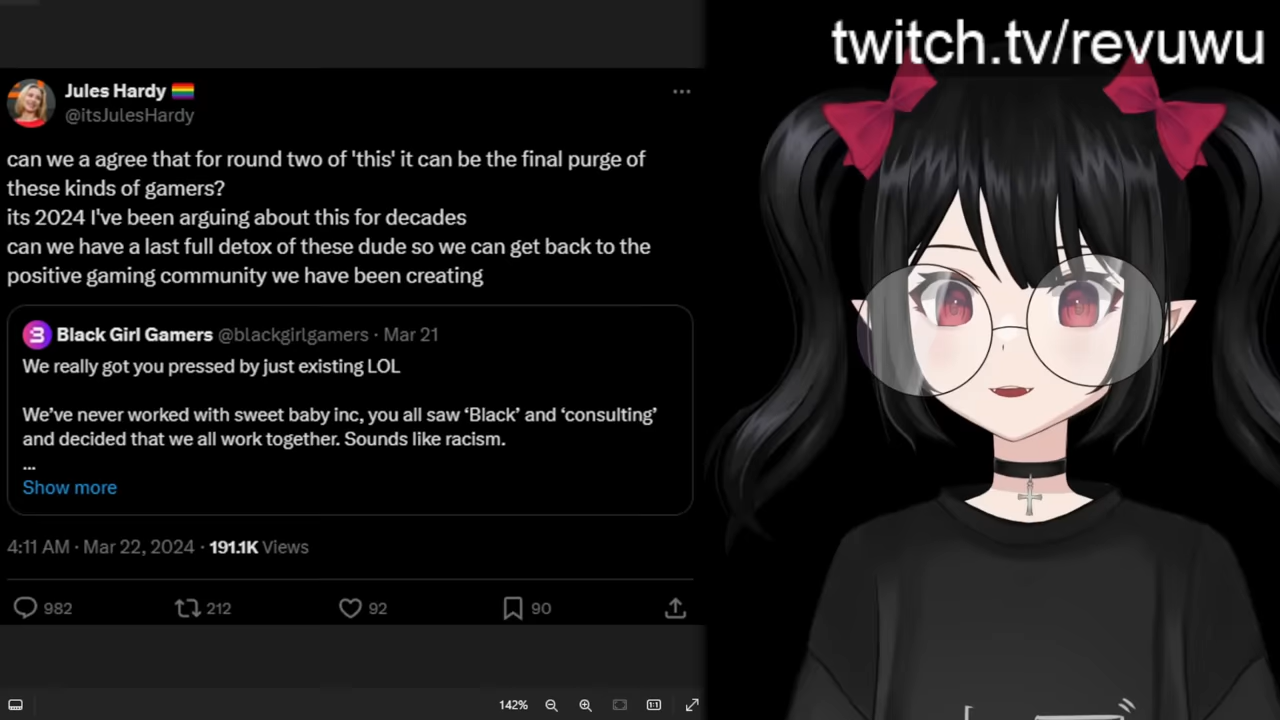 twitch.tv/revuwu
Jules Hardy 🏳️‍🌈
@itsJulesHardy
can we a agree that for round two of 'this' it can be the final purge of
these kinds of gamers?
its 2024 I've been arguing about this for decades
can we have a last full detox of these dude so we can get back to the
positive gaming community we have been creating
Black Girl Gamers @blackgirlgamers · Mar 21
We really got you pressed by just existing LOL
We've never worked with sweet baby inc, you all saw 'Black' and 'consulting'
and decided that we all work together. Sounds like racism.
...
Show more
4:11 AM · Mar 22, 2024 · 191.1K Views
982 212 92 90
142% 1:1